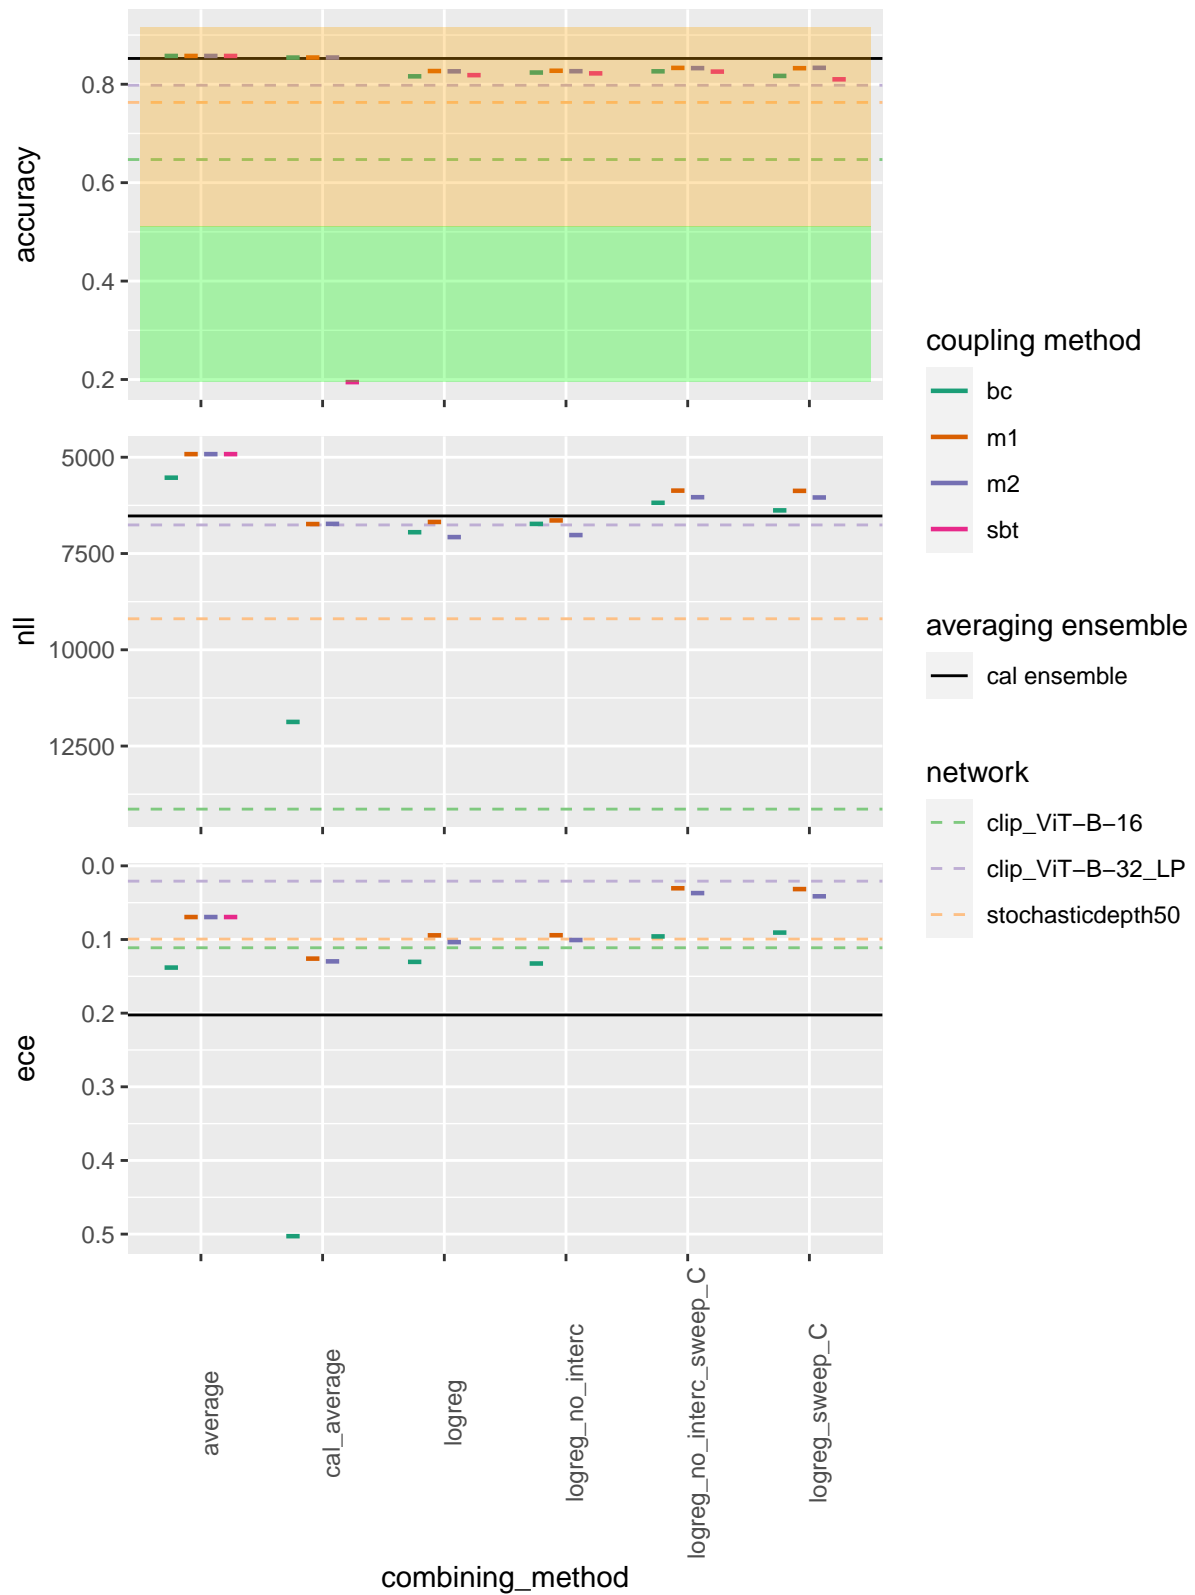 accuracy
0.8
0.6
0.4
0.2
nll
5000
7500
10000
12500
ece
0.0
0.1
0.2
0.3
0.4
0.5
average
cal_average
logreg
logreg_no_interc
logreg_no_interc_sweep_C
logreg_sweep_C
combining_method
coupling method
bc
m1
m2
sbt
averaging ensemble
cal ensemble
network
clip_ViT−B−16
clip_ViT−B−32_LP
stochasticdepth50